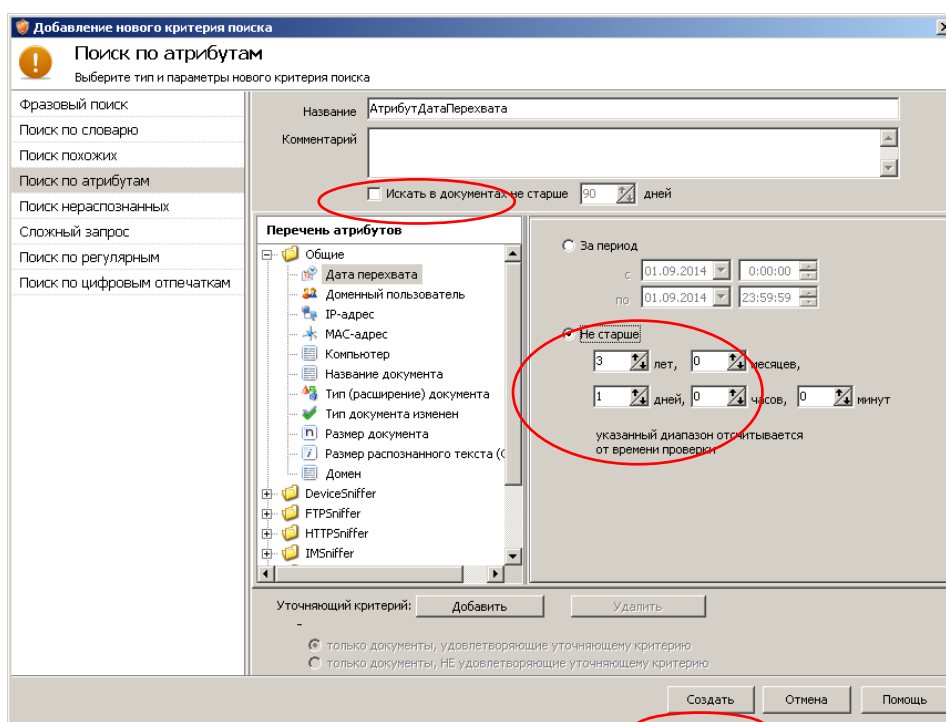 Добавление нового критерия поиска
Поиск по атрибутам
Выберите тип и параметры нового критерия поиска
Фразовый поиск
Поиск по словарю
Поиск похожих
Поиск по атрибутам
Поиск нераспознанных
Сложный запрос
Поиск по регулярным
Поиск по цифровым отпечаткам
Название АтрибутДатаПерехвата
Комментарий
Искать в документах не старше 90 дней
Перечень атрибутов
Общие
Дата перехвата
Доменный пользователь
IP-адрес
MAC-адрес
Компьютер
Название документа
Тип (расширение) документа
Тип документа изменен
Размер документа
Размер распознанного текста (
Домен
DeviceSniffer
FTPSniffer
HTTPSniffer
IMSniffer
За период
с 01.09.2014 0:00:00
по 01.09.2014 23:59:59
Не старше
3 лет, 0 месяцев,
1 дней, 0 часов, 0 минут
указанный диапазон отсчитывается
от времени проверки
Уточняющий критерий: Добавить Удалить
-
только документы, удовлетворяющие уточняющему критерию
только документы, НЕ удовлетворяющие уточняющему критерию
Создать Отмена Помощь